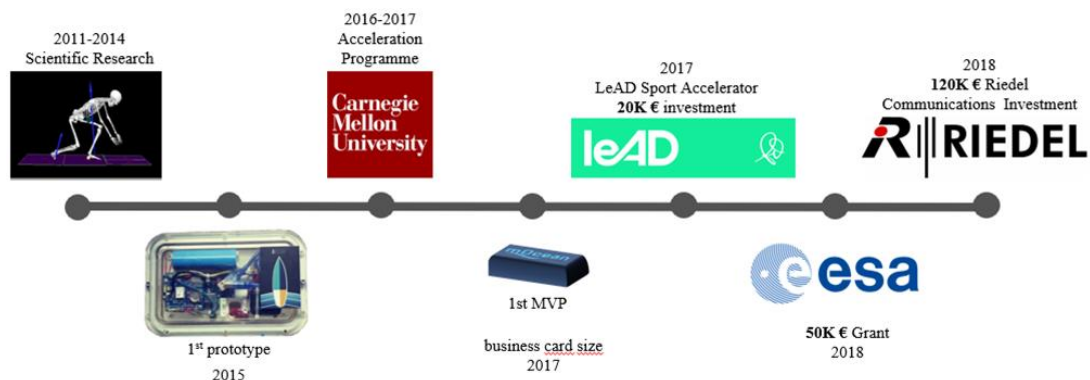 2011-2014
Scientific Research
2016-2017
Acceleration
Programme
Carnegie
Mellon
University
2017
LeAD Sport Accelerator
20K € investment
leAD
2018
120K € Riedel
Communications Investment
RIEDEL
1st prototype
2015
mOcean
1st MVP
business card size
2017
esa
50K € Grant
2018